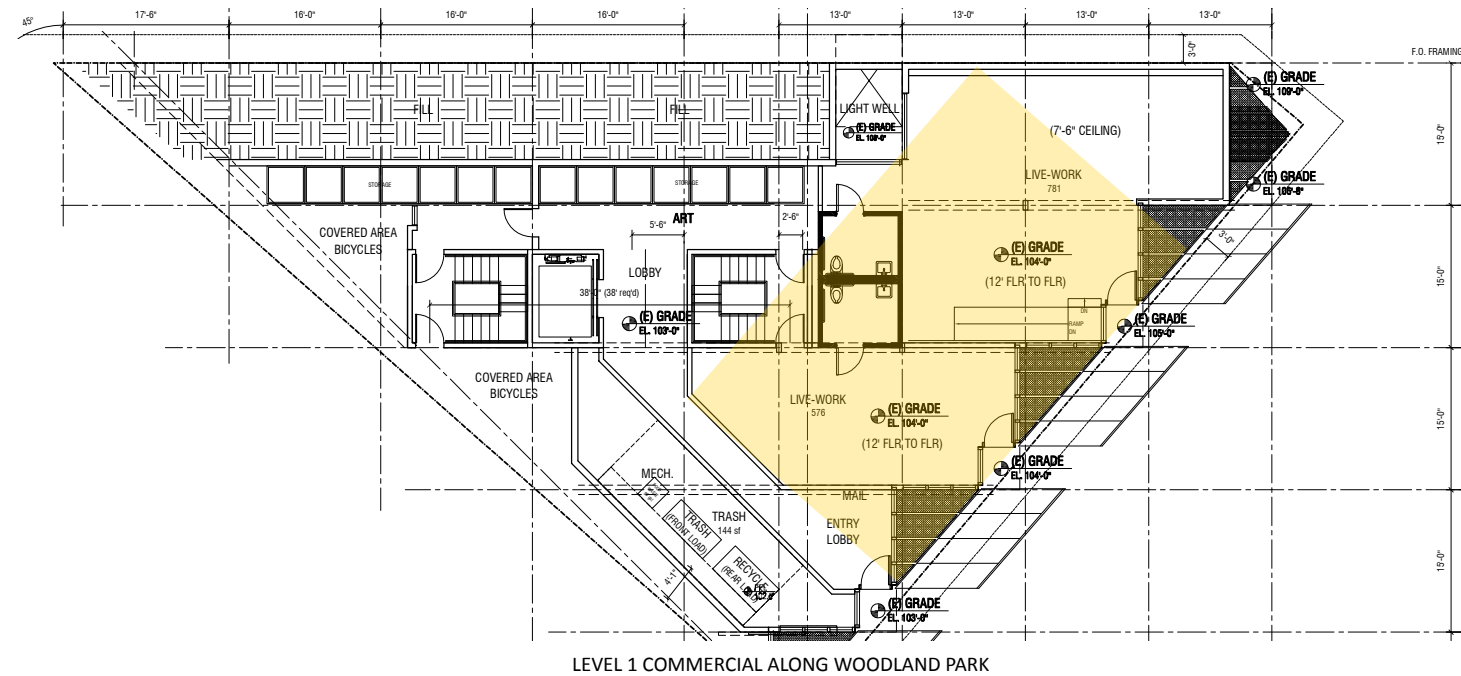 45°
17'-6"
16'-0"
16'-0"
16'-0"
13'-0"
13'-0"
13'-0"
13'-0"
3'-0"
F.O. FRAMING
FILL
FILL
LIGHT WELL
(E) GRADE
(7'-6" CEILING)
(E) GRADE
EL. 109'-0"
15'-0"
STORAGE
STORAGE
LIVE-WORK
781
(E) GRADE
COVERED AREA
BICYCLES
ART
5'-6"
2'-6"
LOBBY
38'-0" (38' req'd)
(E) GRADE
EL. 103'-0"
(E) GRADE
EL. 104'-0"
(12' FLR TO FLR)
3'-0"
15'-0"
DN
RAMP
DN
(E) GRADE
EL. 105'-0"
COVERED AREA
BICYCLES
LIVE-WORK
576
(E) GRADE
EL. 104'-0"
(12' FLR TO FLR)
15'-0"
(E) GRADE
EL. 104'-0"
MECH.
MAIL
TRASH
144 sf
TRASH
(FRONT LOAD)
ENTRY
LOBBY
RECYCLE
4'-1"
15'-0"
(E) GRADE
EL. 103'-0"
LEVEL 1 COMMERCIAL ALONG WOODLAND PARK